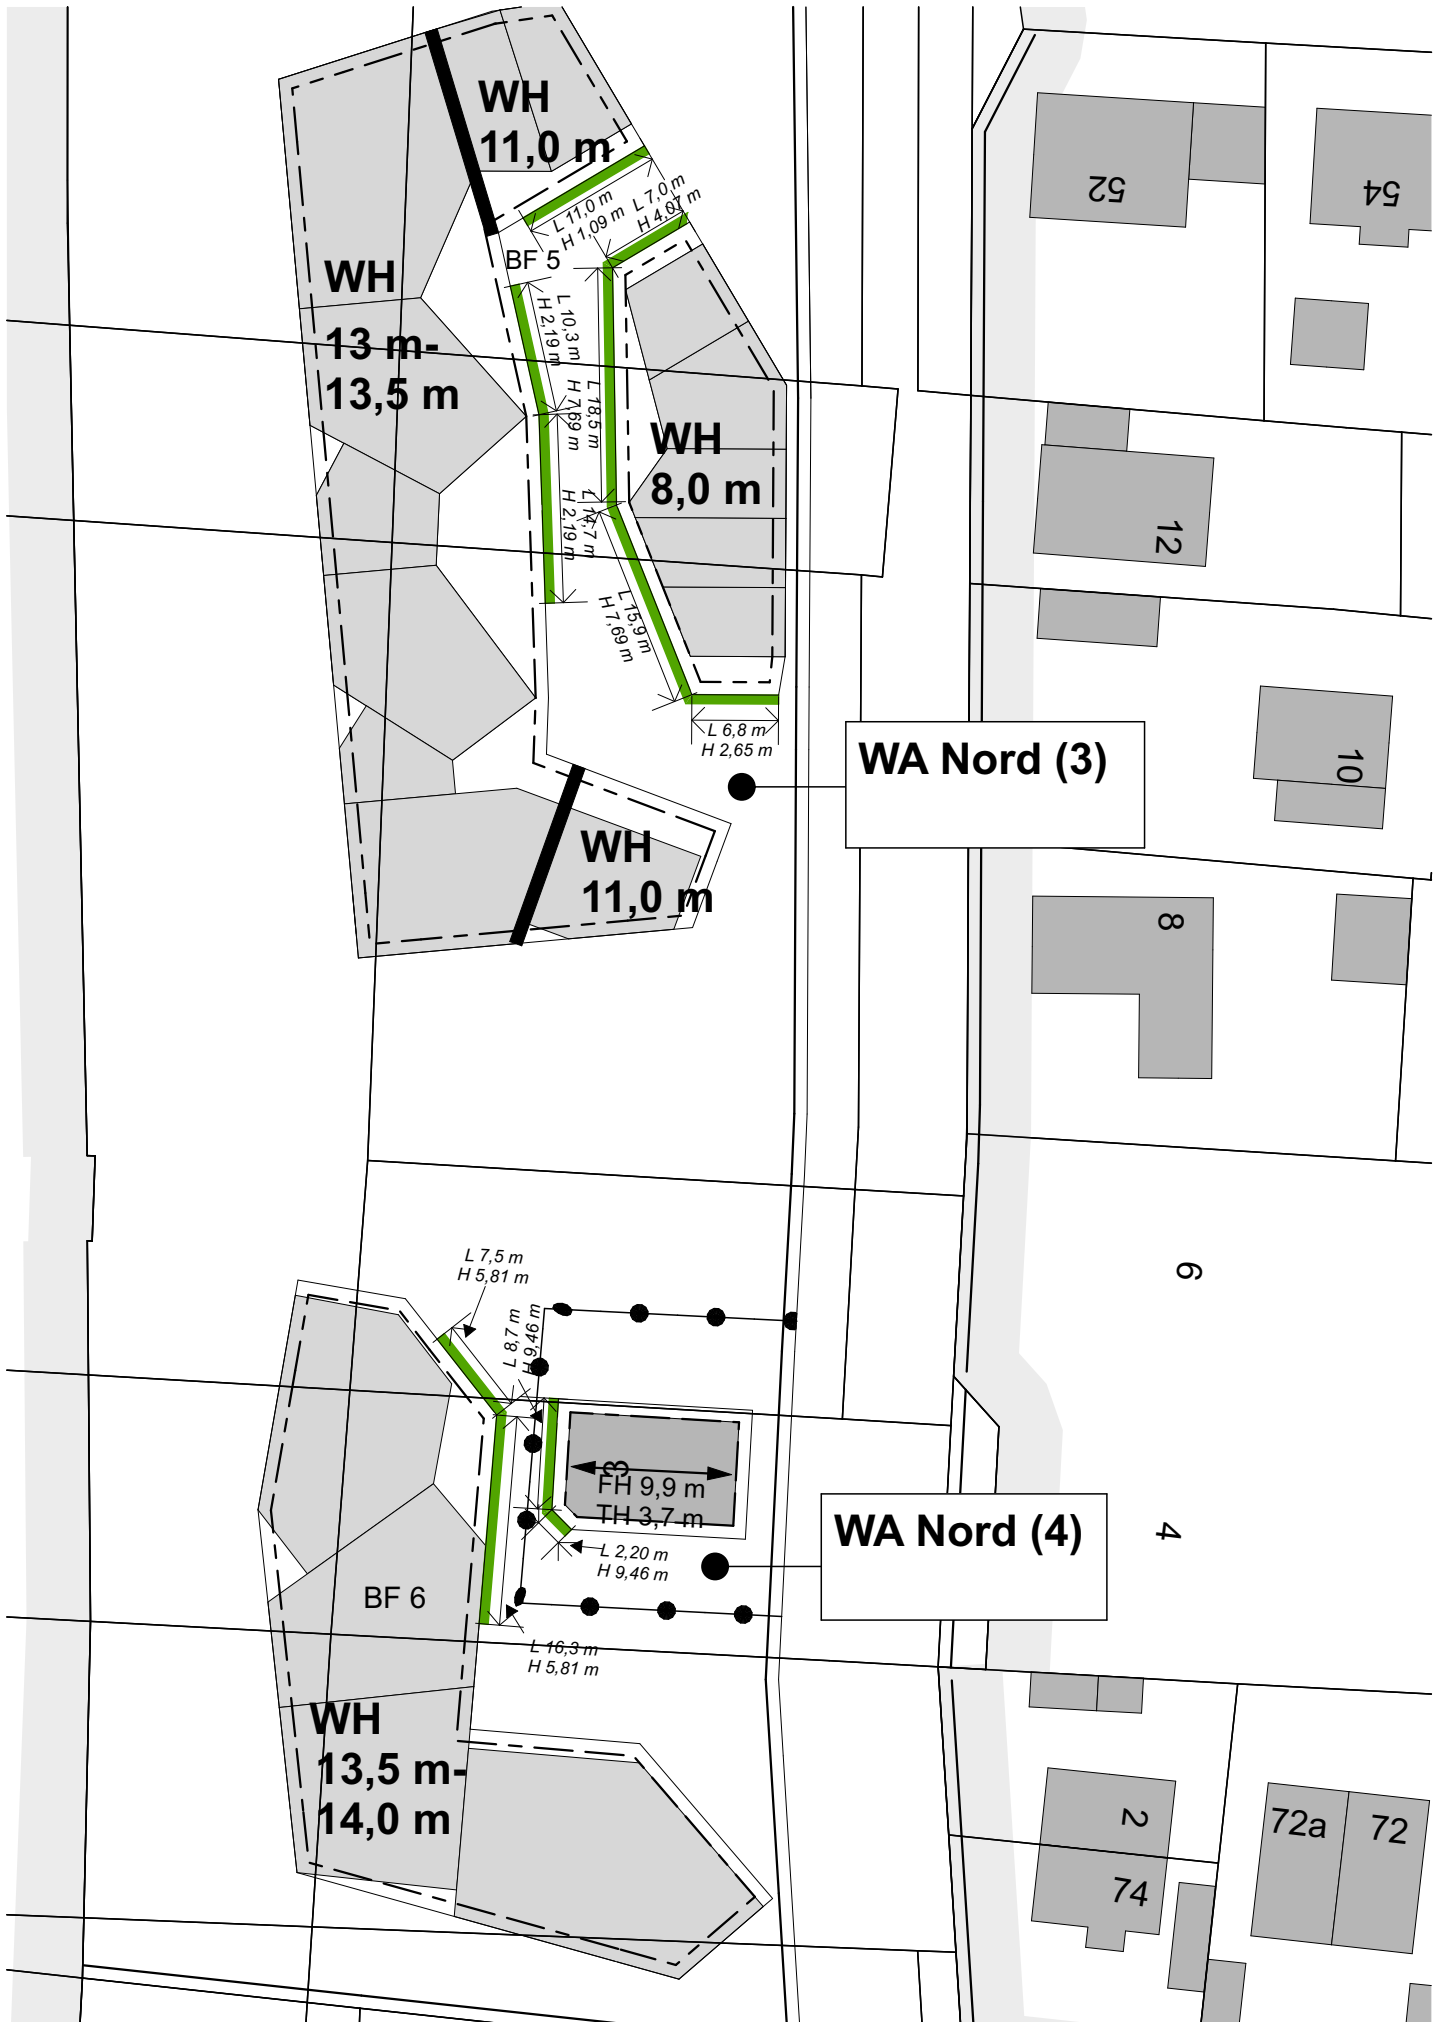 WH
11,0 m
52
54
L 11,0 m
H 1,09 m
L 7,0 m
H 4,07 m
BF 5
WH
13 m-
13,5 m
L 10,3 m
H 2,19 m
L 18,5 m
H 7,69 m
WH
8,0 m
L 14,7 m
H 2,19 m
12
L 15,9 m
H 7,69 m
L 6,8 m
H 2,65 m
WA Nord (3)
10
WH
11,0 m
8
6
L 7,5 m
H 5,81 m
L 8,7 m
H 9,46 m
3
FH 9,9 m
TH 3,7 m
WA Nord (4)
4
L 2,20 m
H 9,46 m
BF 6
L 16,3 m
H 5,81 m
WH
13,5 m-
14,0 m
2
72a
72
74